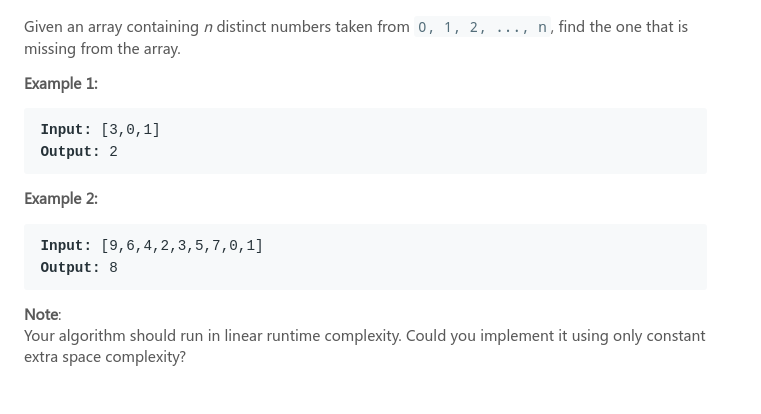 Given an array containing n distinct numbers taken from 0, 1, 2, ..., n, find the one that is
missing from the array.
Example 1:
Input: [3,0,1]
Output: 2
Example 2:
Input: [9,6,4,2,3,5,7,0,1]
Output: 8
Note:
Your algorithm should run in linear runtime complexity. Could you implement it using only constant
extra space complexity?